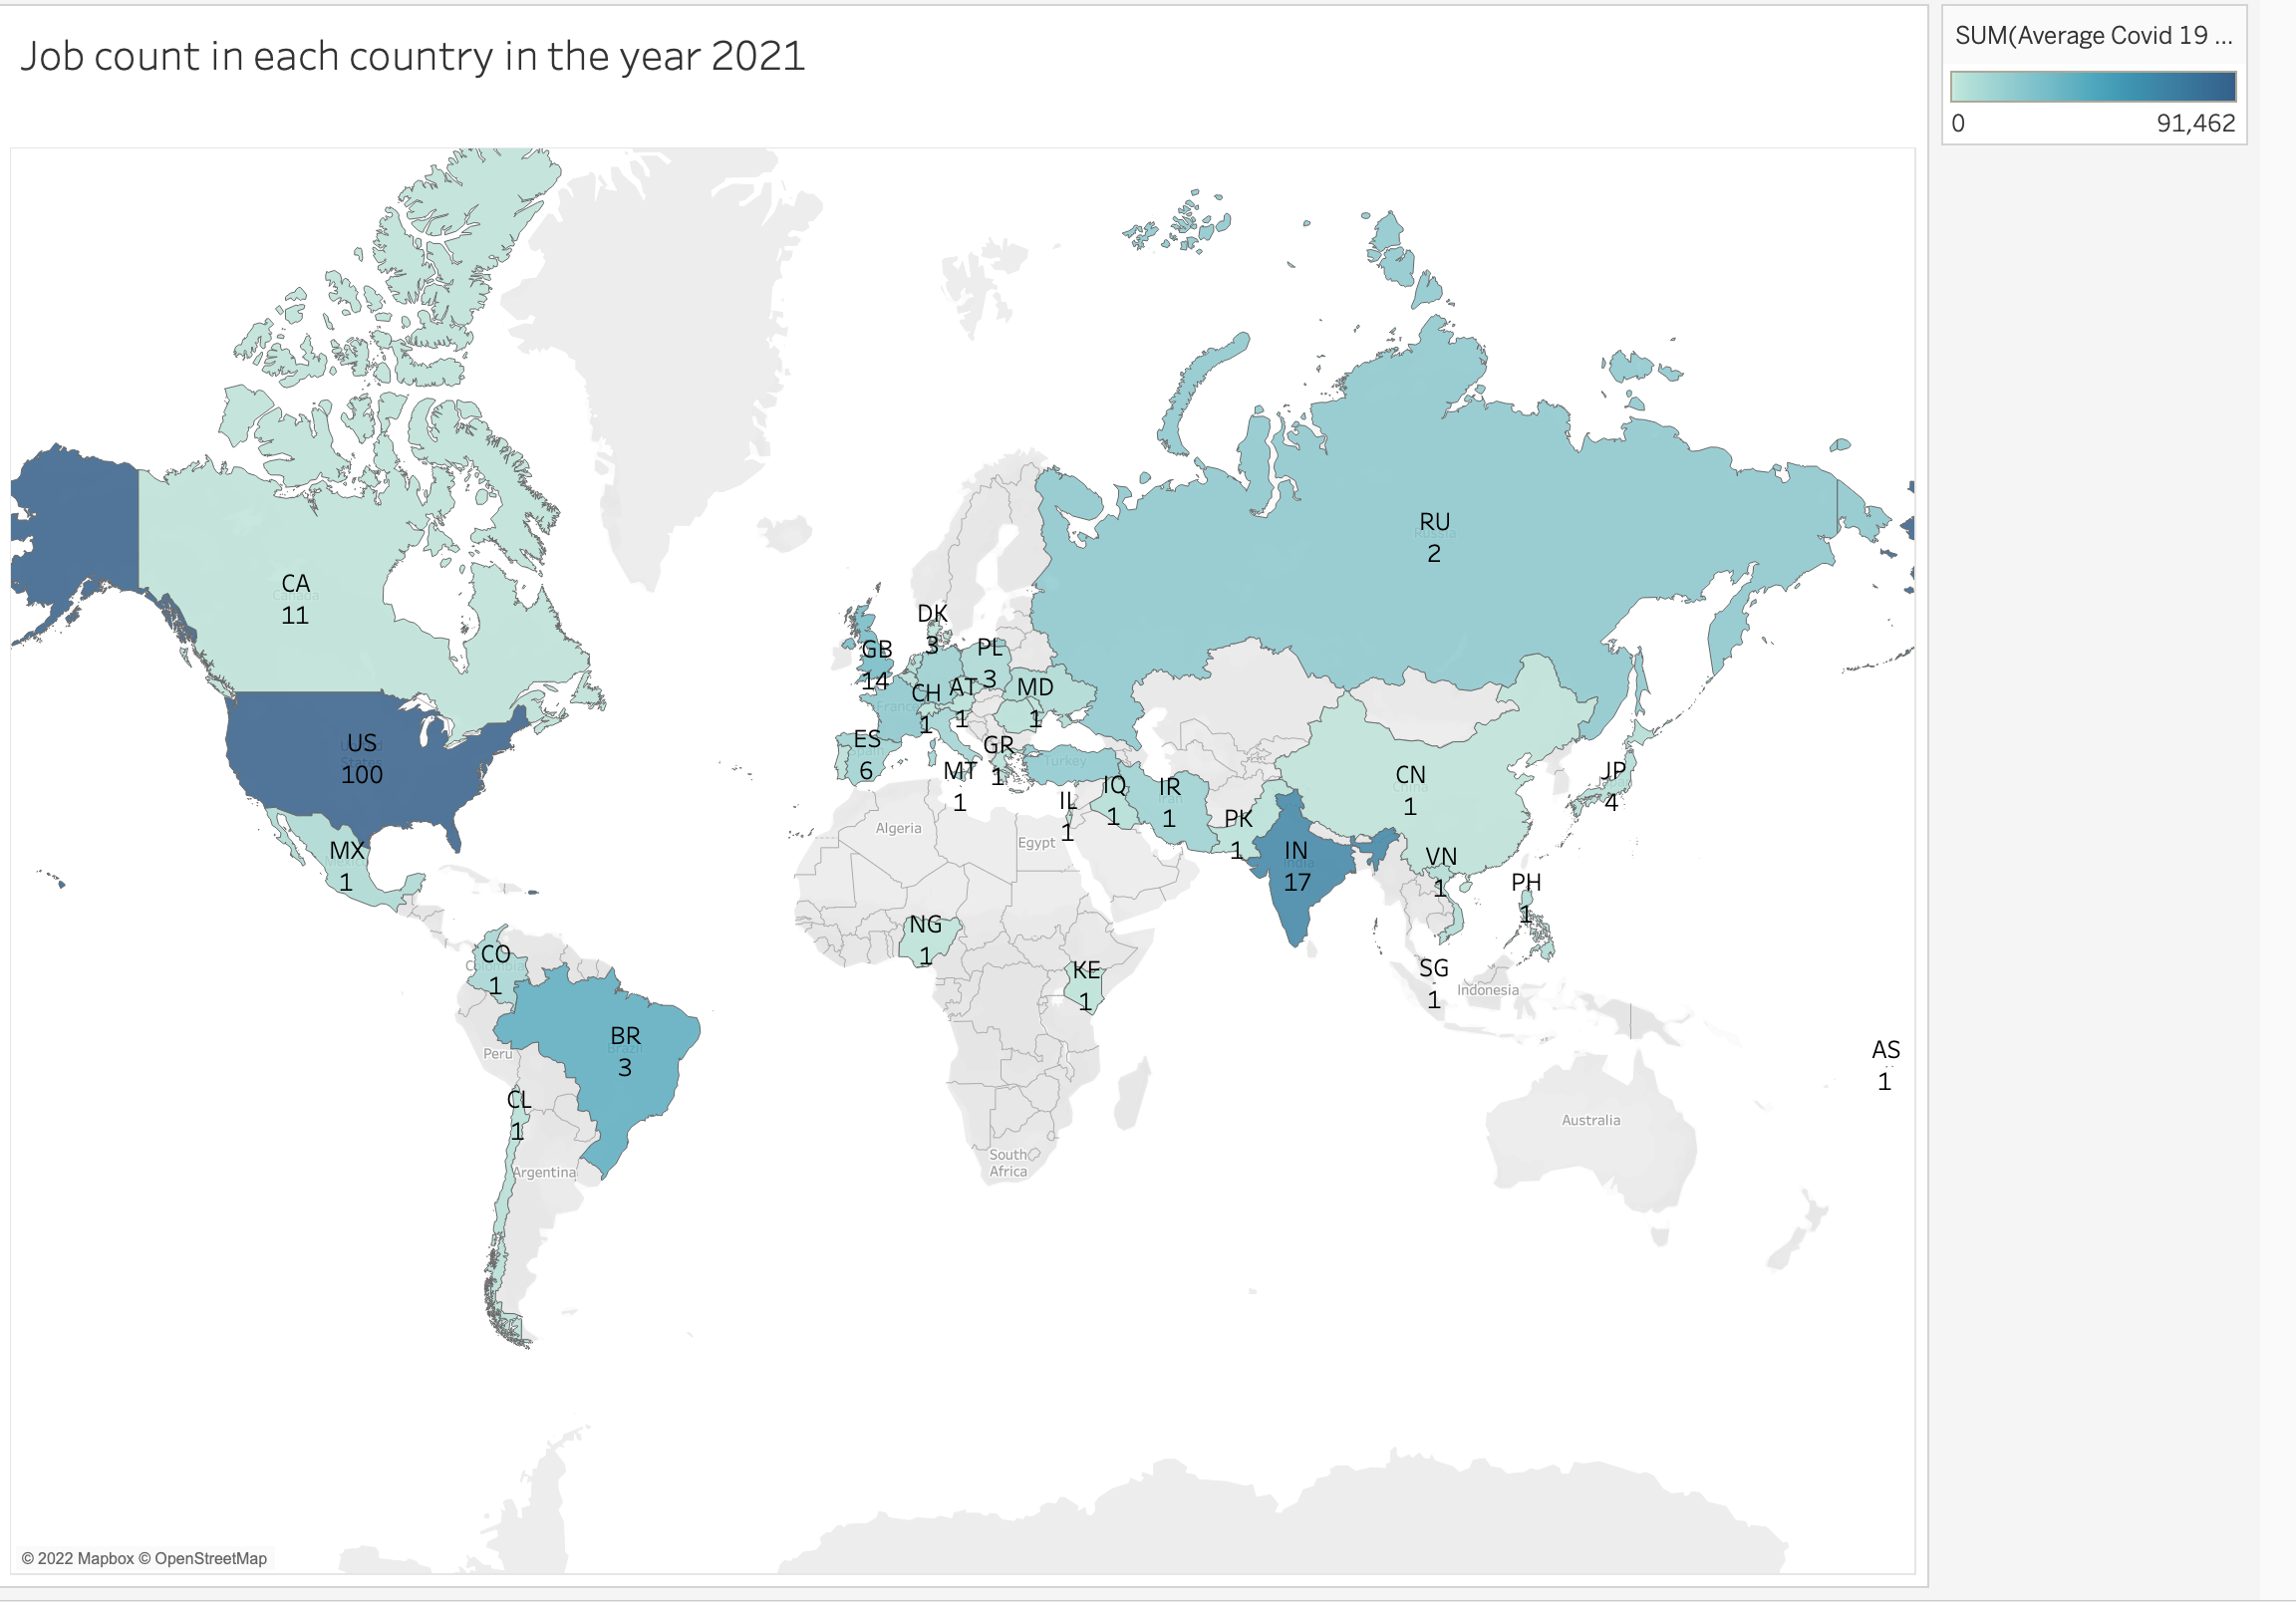 Job count in each country in the year 2021
SUM(Average Covid 19 ...
0 91,462
CA
11
US
100
MX
1
CO
1
Peru
BR
3
CL
1
Argentina
RU
2
DK
3
GB
14
PL
3
CH
1
AT
1
MD
1
France
ES
6
MT
1
GR
1
Turkey
IL
1
IQ
1
IR
1
PK
1
IN
17
CN
1
JP
4
VN
1
PH
1
SG
1
Indonesia
Algeria
Egypt
NG
1
KE
1
South
Africa
AS
1
Australia
© 2022 Mapbox © OpenStreetMap